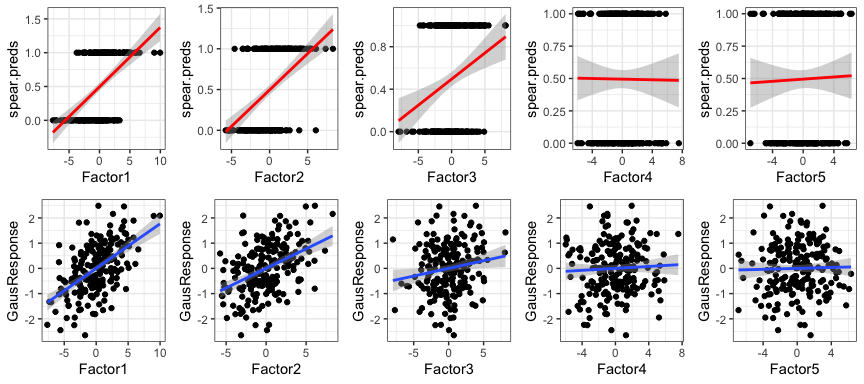 spear.preds
1.5
1.0
0.5
0.0
-5 0 5 10
Factor1
spear.preds
1.5
1.0
0.5
0.0
-5 0 5
Factor2
spear.preds
0.8
0.4
0.0
-5 0 5
Factor3
spear.preds
1.00
0.75
0.50
0.25
0.00
-4 0 4 8
Factor4
spear.preds
1.00
0.75
0.50
0.25
0.00
-4 0 4
Factor5
GausResponse
2
1
0
-1
-2
-5 0 5 10
Factor1
GausResponse
2
1
0
-1
-2
-5 0 5
Factor2
GausResponse
2
1
0
-1
-2
-5 0 5
Factor3
GausResponse
2
1
0
-1
-2
-4 0 4 8
Factor4
GausResponse
2
1
0
-1
-2
-4 0 4
Factor5